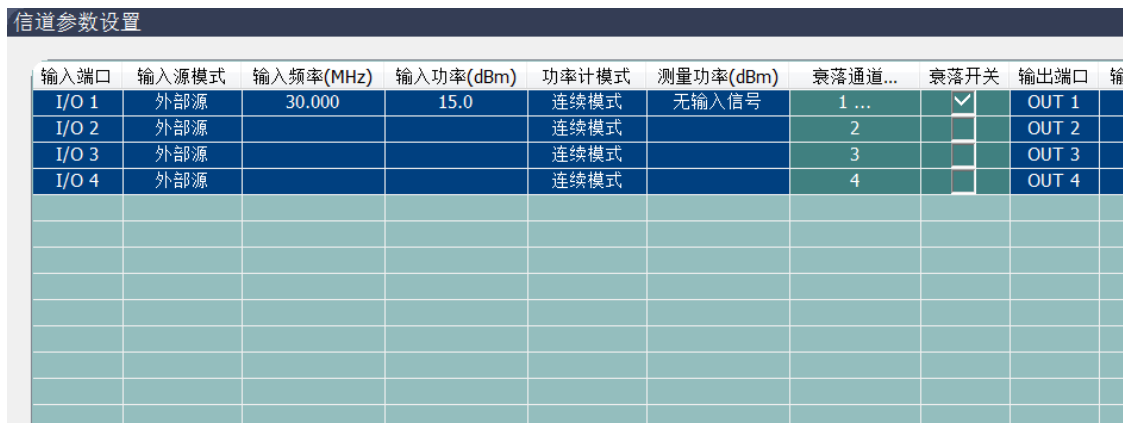 信道参数设置
输入端口 输入源模式 输入频率(MHz) 输入功率(dBm) 功率计模式 测量功率(dBm) 衰落通道... 衰落开关 输出端口 输
I/O 1 外部源 30.000 15.0 连续模式 无输入信号 1 ... OUT 1
I/O 2 外部源 连续模式 2 OUT 2
I/O 3 外部源 连续模式 3 OUT 3
I/O 4 外部源 连续模式 4 OUT 4